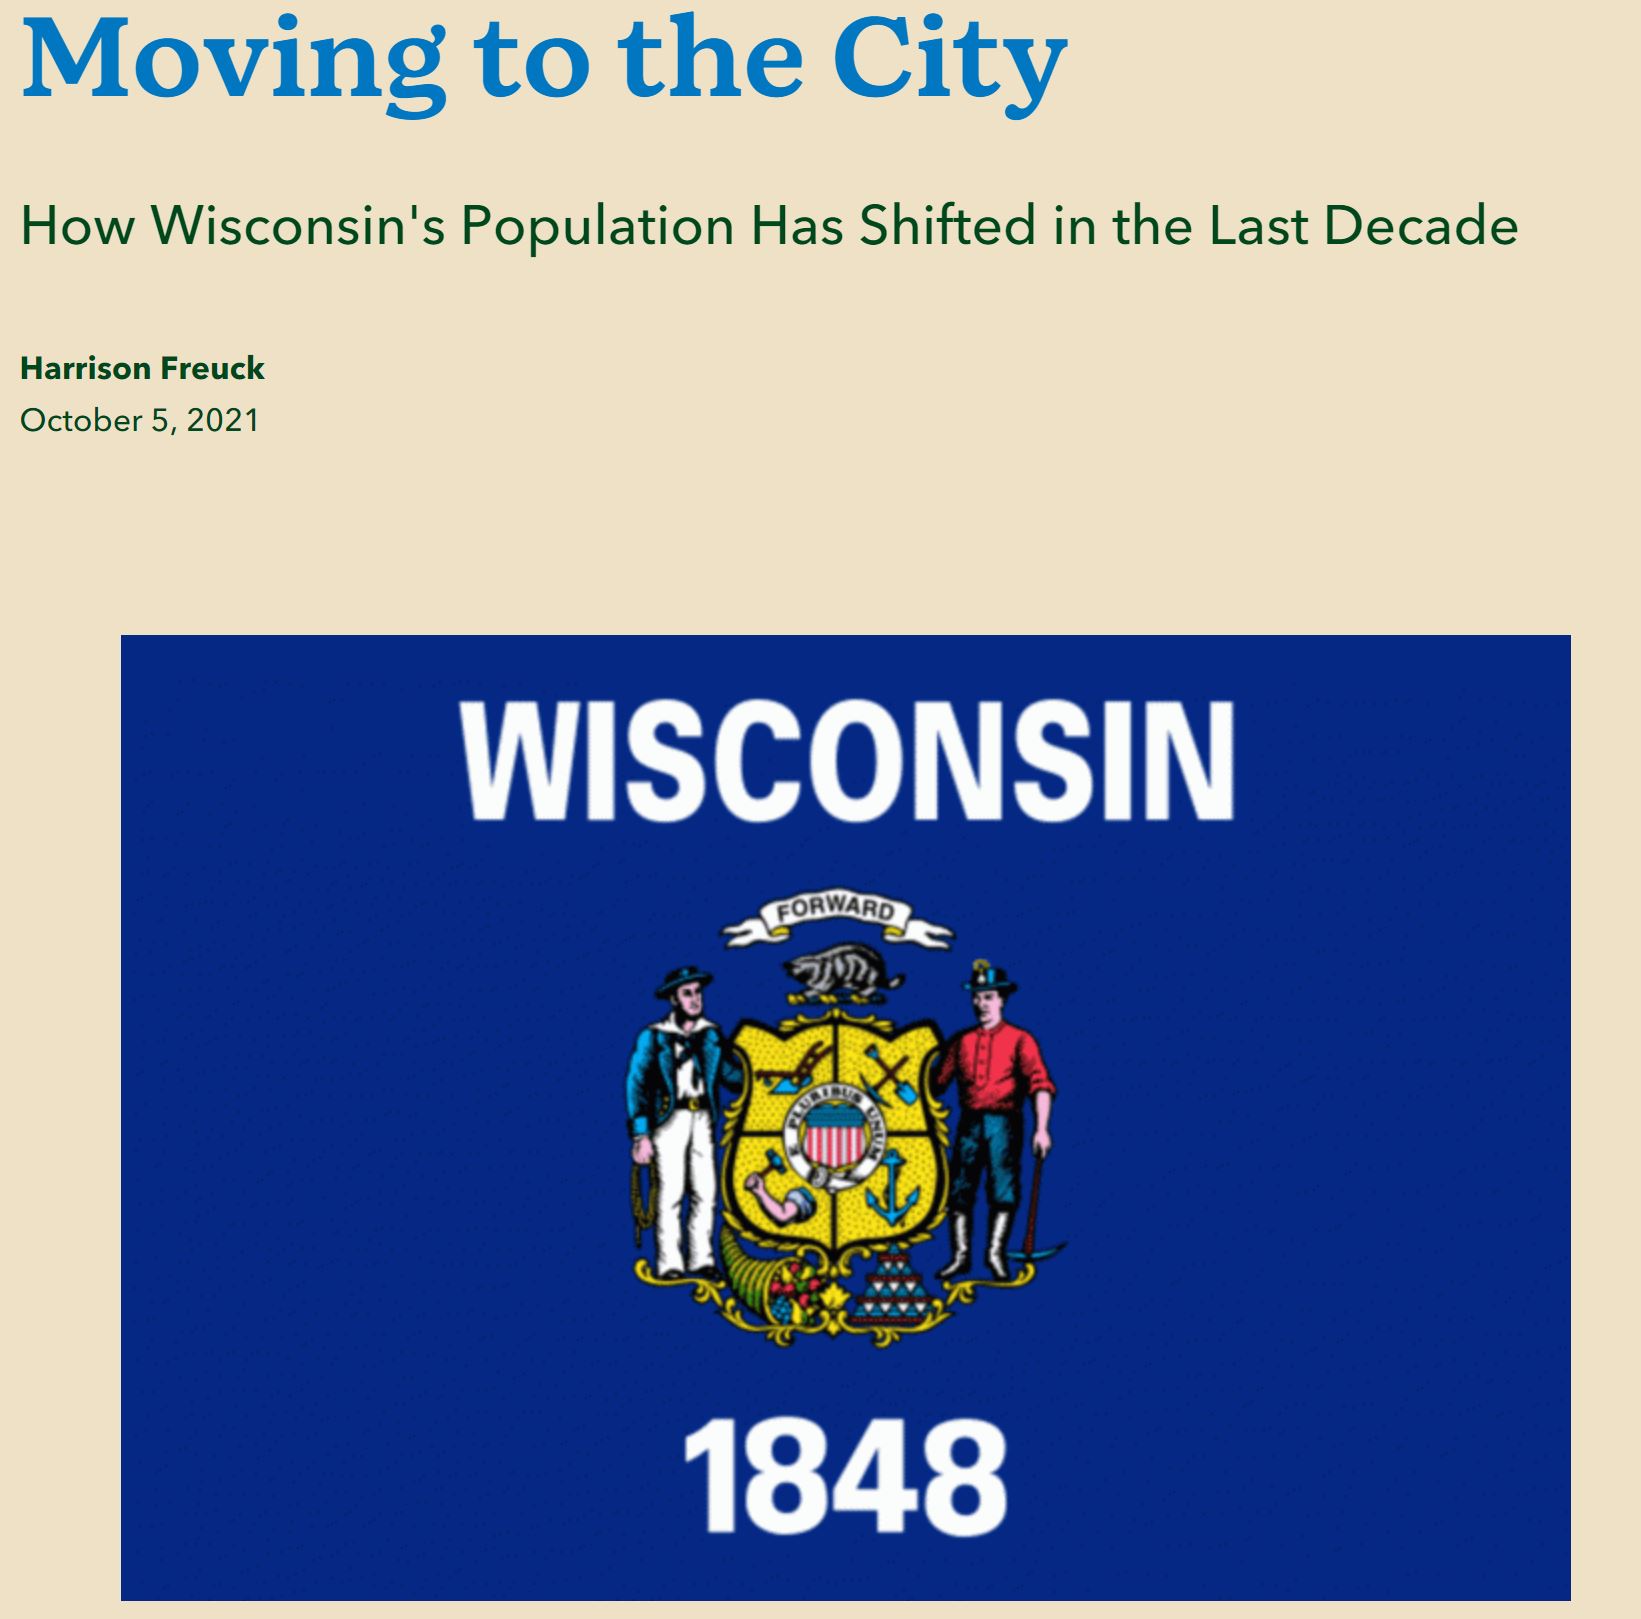 Moving to the City
How Wisconsin's Population Has Shifted in the Last Decade
Harrison Freuck
October 5, 2021
WISCONSIN
FORWARD
E PLURIBUS UNUM
1848